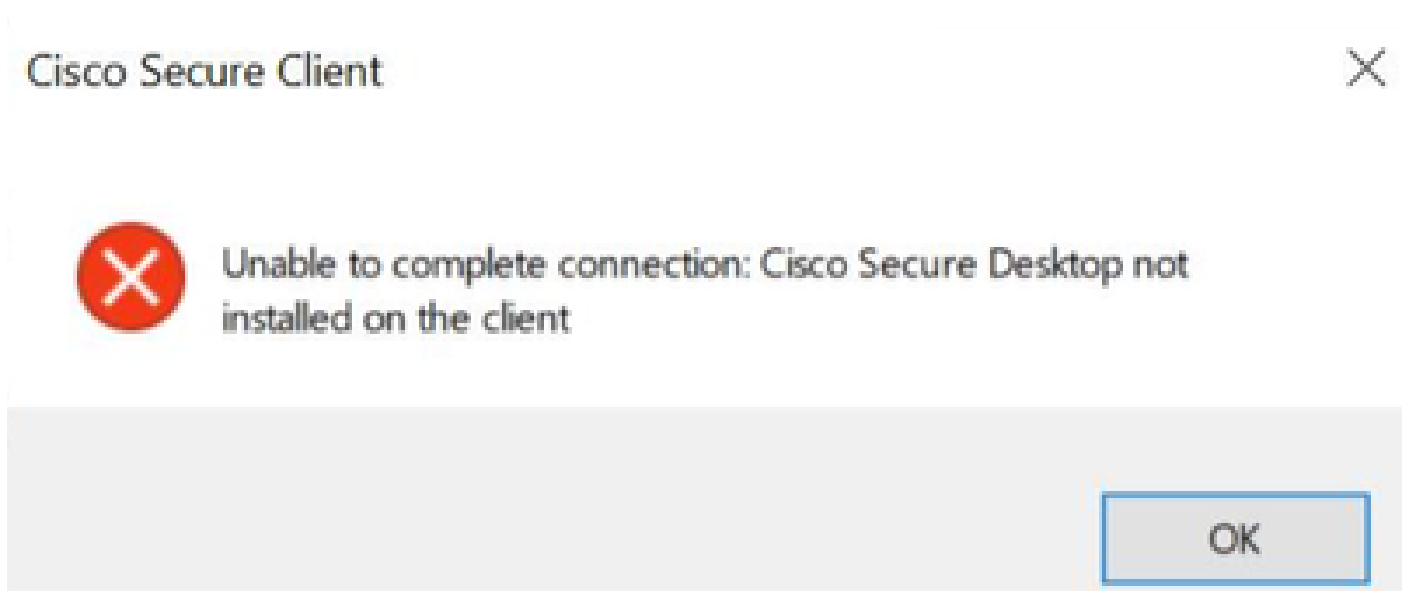 Cisco Secure Client
Unable to complete connection: Cisco Secure Desktop not
installed on the client
OK